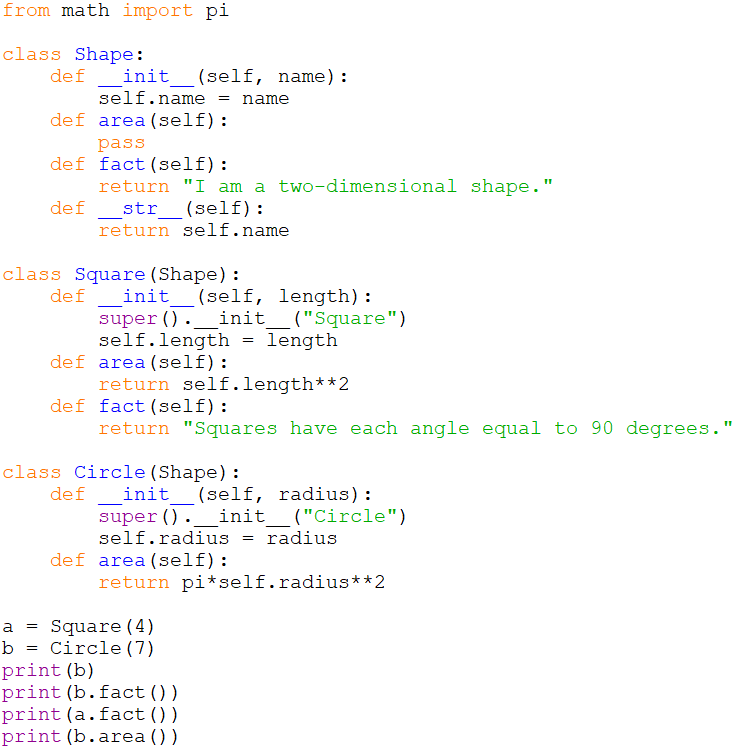 from math import pi
class Shape:
    def __init__(self, name):
        self.name = name
    def area(self):
        pass
    def fact(self):
        return "I am a two-dimensional shape."
    def __str__(self):
        return self.name
class Square(Shape):
    def __init__(self, length):
        super().__init__("Square")
        self.length = length
    def area(self):
        return self.length**2
    def fact(self):
        return "Squares have each angle equal to 90 degrees."
class Circle(Shape):
    def __init__(self, radius):
        super().__init__("Circle")
        self.radius = radius
    def area(self):
        return pi*self.radius**2
a = Square(4)
b = Circle(7)
print(b)
print(b.fact())
print(a.fact())
print(b.area())